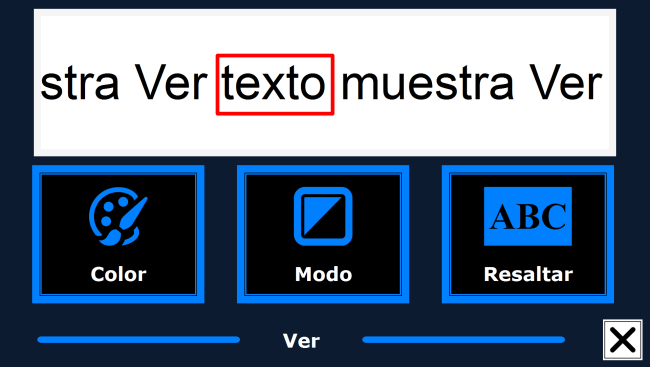 stra Ver texto muestra Ver
Color
Modo
ABC
Resaltar
Ver